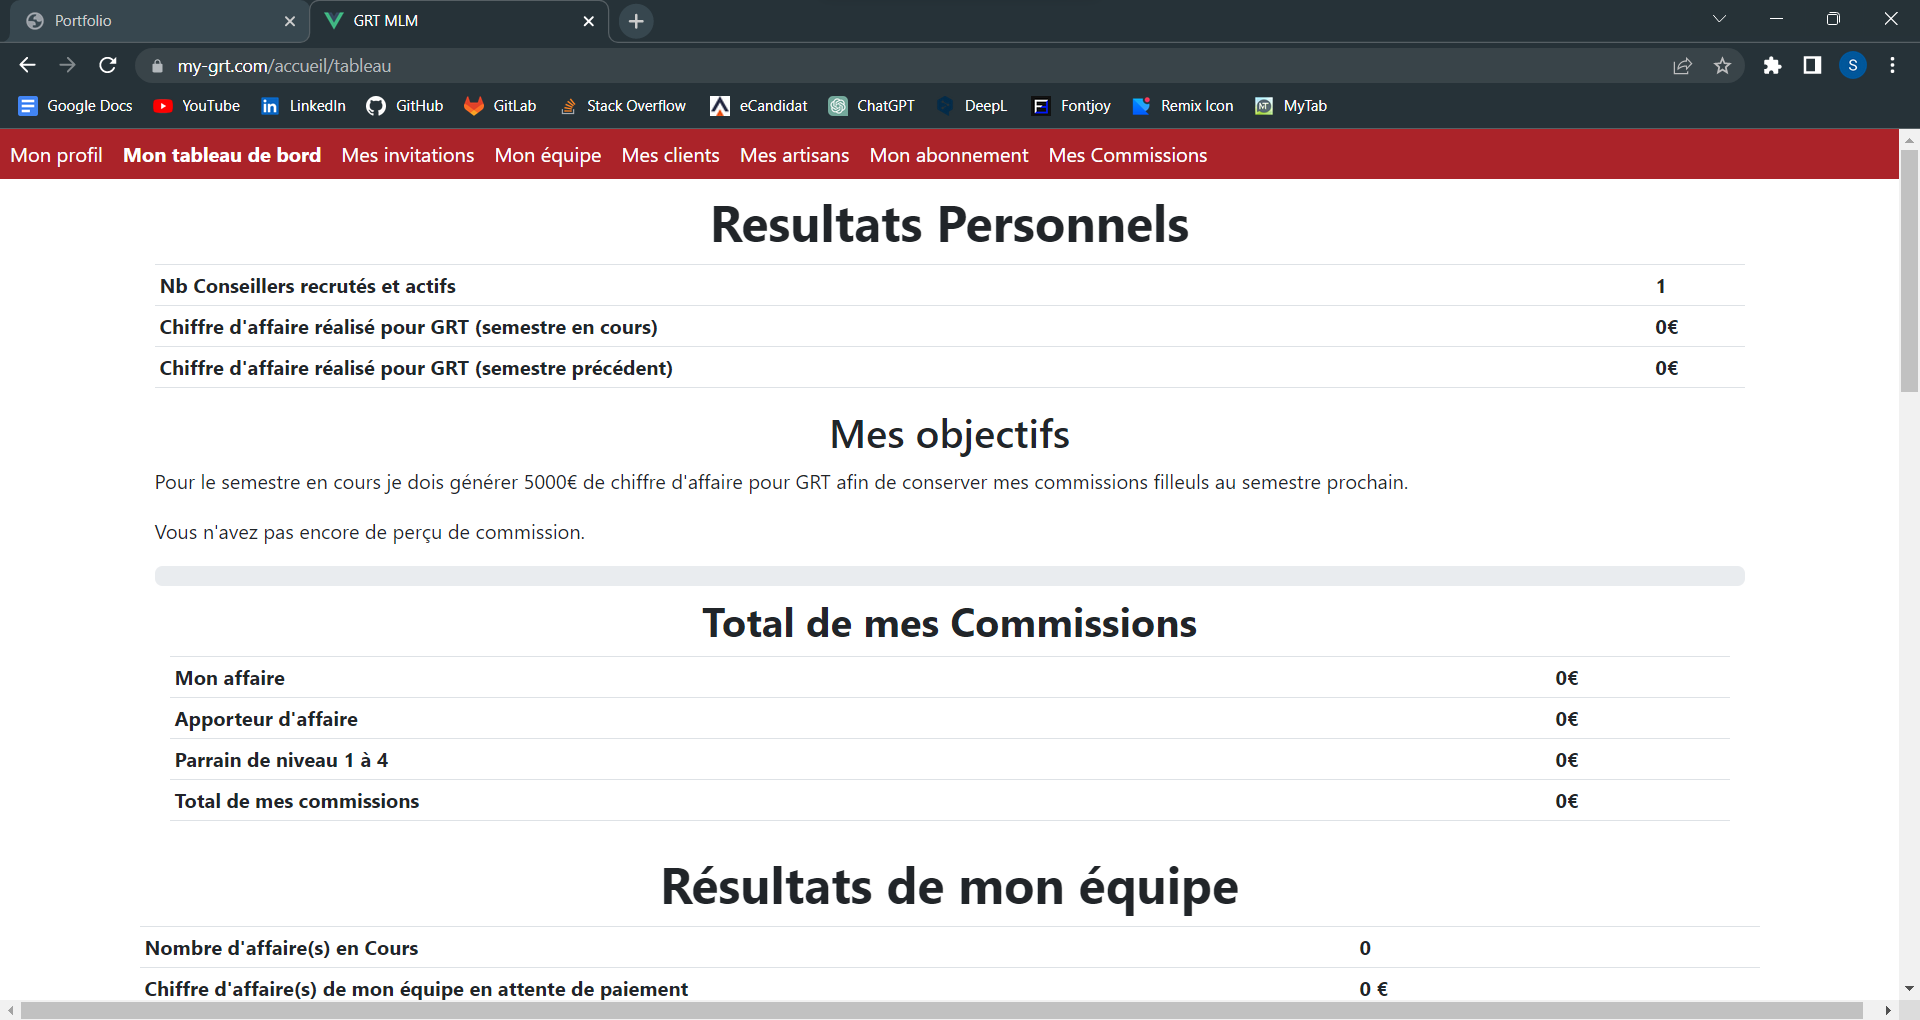 Portfolio
GRT MLM
my-grt.com/accueil/tableau
Google Docs YouTube LinkedIn GitHub GitLab Stack Overflow eCandidat ChatGPT DeepL Fontjoy Remix Icon MyTab
Mon profil Mon tableau de bord Mes invitations Mon équipe Mes clients Mes artisans Mon abonnement Mes Commissions
Resultats Personnels
Nb Conseillers recrutés et actifs 1
Chiffre d'affaire réalisé pour GRT (semestre en cours) 0€
Chiffre d'affaire réalisé pour GRT (semestre précédent) 0€
Mes objectifs
Pour le semestre en cours je dois générer 5000€ de chiffre d'affaire pour GRT afin de conserver mes commissions filleuls au semestre prochain.
Vous n'avez pas encore de perçu de commission.
Total de mes Commissions
Mon affaire 0€
Apporteur d'affaire 0€
Parrain de niveau 1 à 4 0€
Total de mes commissions 0€
Résultats de mon équipe
Nombre d'affaire(s) en Cours 0
Chiffre d'affaire(s) de mon équipe en attente de paiement 0 €